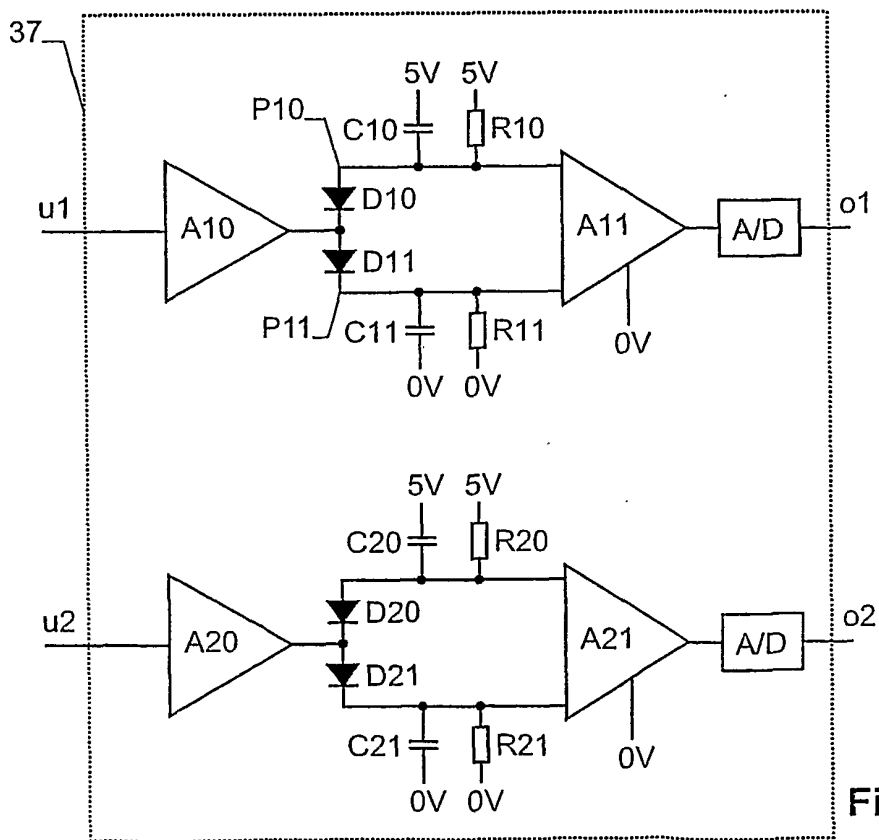 37
5V 5V
P10
C10 R10
D10
u1 A10 A11 A/D o1
D11
P11 C11 R11
0V
0V 0V
5V 5V
C20 R20
D20
u2 A20 A21 A/D o2
D21
C21 R21
0V
0V 0V
Fi